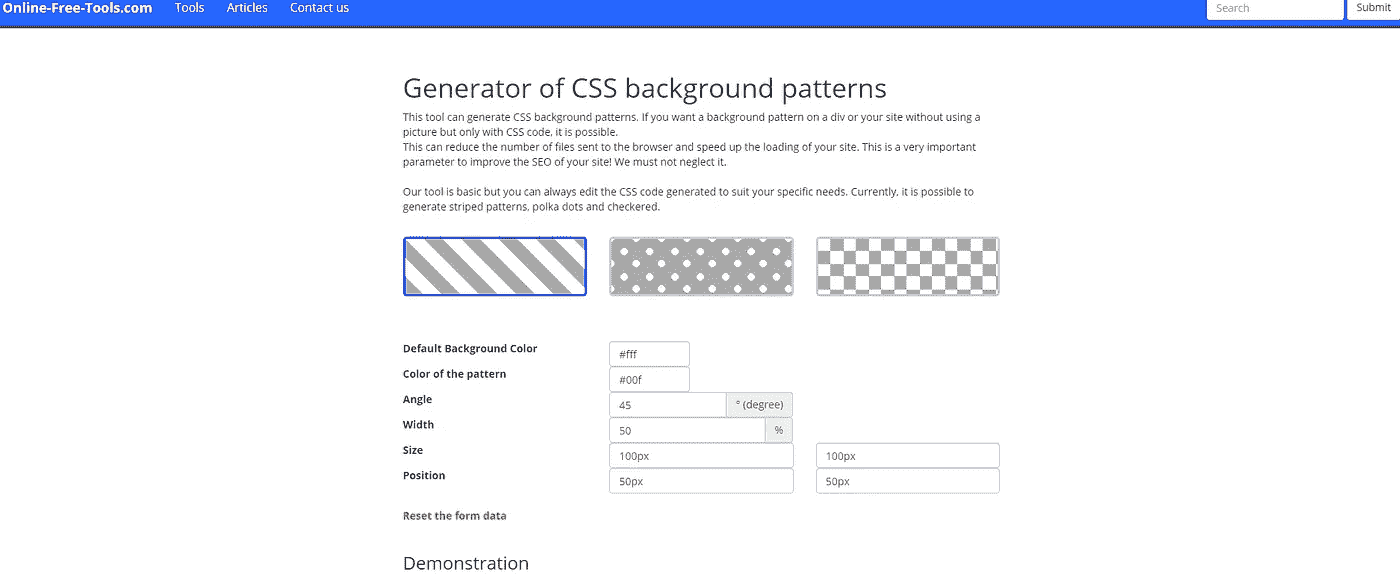 Online-Free-Tools.com Tools Articles Contact us Search Submit
Generator of CSS background patterns
This tool can generate CSS background patterns. If you want a background pattern on a div or your site without using a
picture but only with CSS code, it is possible.
This can reduce the number of files sent to the browser and speed up the loading of your site. This is a very important
parameter to improve the SEO of your site! We must not neglect it.
Our tool is basic but you can always edit the CSS code generated to suit your specific needs. Currently, it is possible to
generate striped patterns, polka dots and checkered.
Default Background Color #fff
Color of the pattern #00f
Angle 45 ° (degree)
Width 50 %
Size 100px 100px
Position 50px 50px
Reset the form data
Demonstration